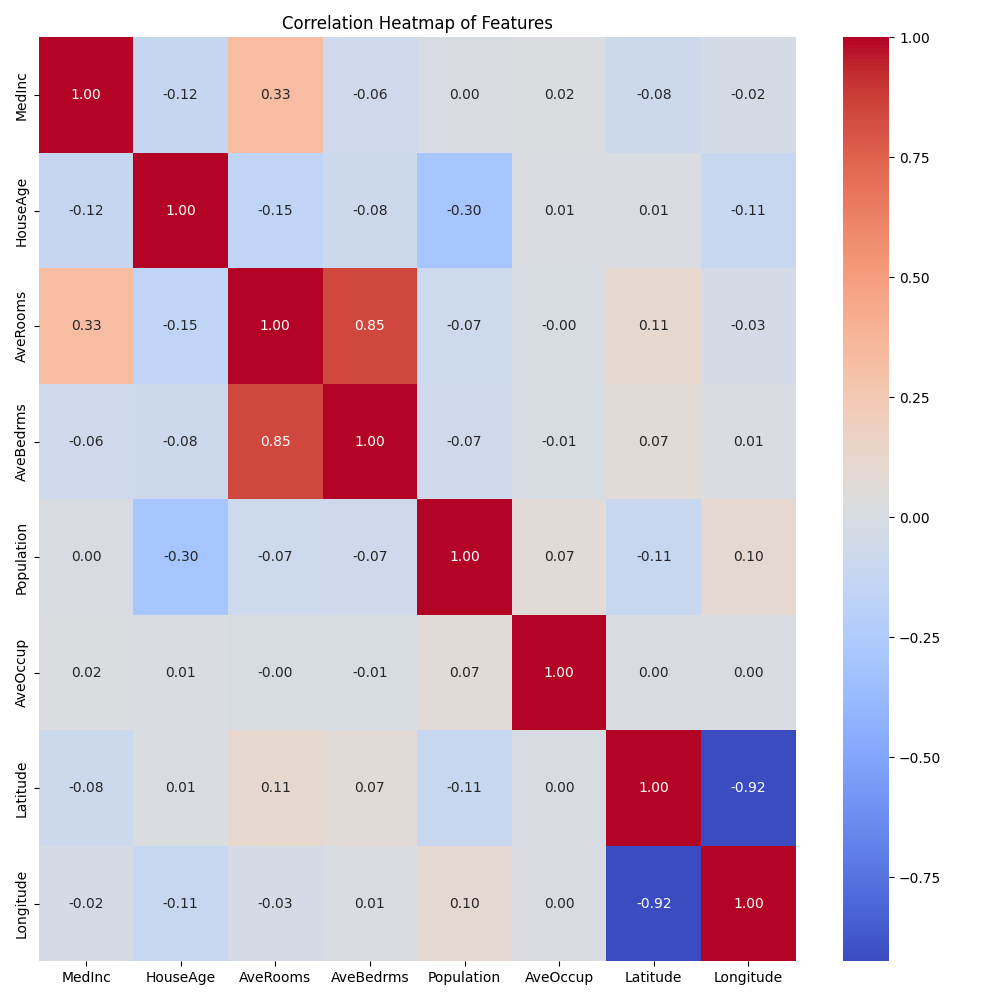 Correlation Heatmap of Features
MedInc 1.00 -0.12 0.33 -0.06 0.00 0.02 -0.08 -0.02
HouseAge -0.12 1.00 -0.15 -0.08 -0.30 0.01 0.01 -0.11
AveRooms 0.33 -0.15 1.00 0.85 -0.07 -0.00 0.11 -0.03
AveBedrms -0.06 -0.08 0.85 1.00 -0.07 -0.01 0.07 0.01
Population 0.00 -0.30 -0.07 -0.07 1.00 0.07 -0.11 0.10
AveOccup 0.02 0.01 -0.00 -0.01 0.07 1.00 0.00 0.00
Latitude -0.08 0.01 0.11 0.07 -0.11 0.00 1.00 -0.92
Longitude -0.02 -0.11 -0.03 0.01 0.10 0.00 -0.92 1.00
MedInc HouseAge AveRooms AveBedrms Population AveOccup Latitude Longitude
1.00
0.75
0.50
0.25
0.00
−0.25
−0.50
−0.75